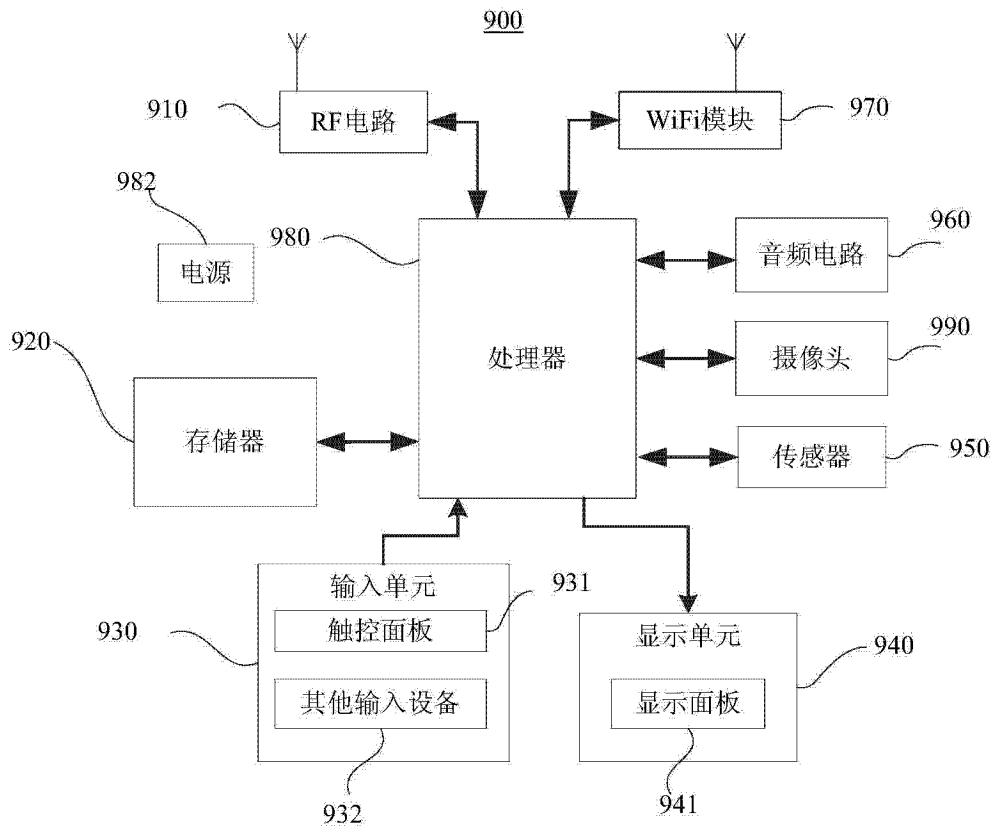 900
910
RF电路
WiFi模块
970
982
电源
980
960
音频电路
920
处理器
990
摄像头
存储器
950
传感器
930
输入单元
931
触控面板
其他输入设备
932
显示单元
940
显示面板
941